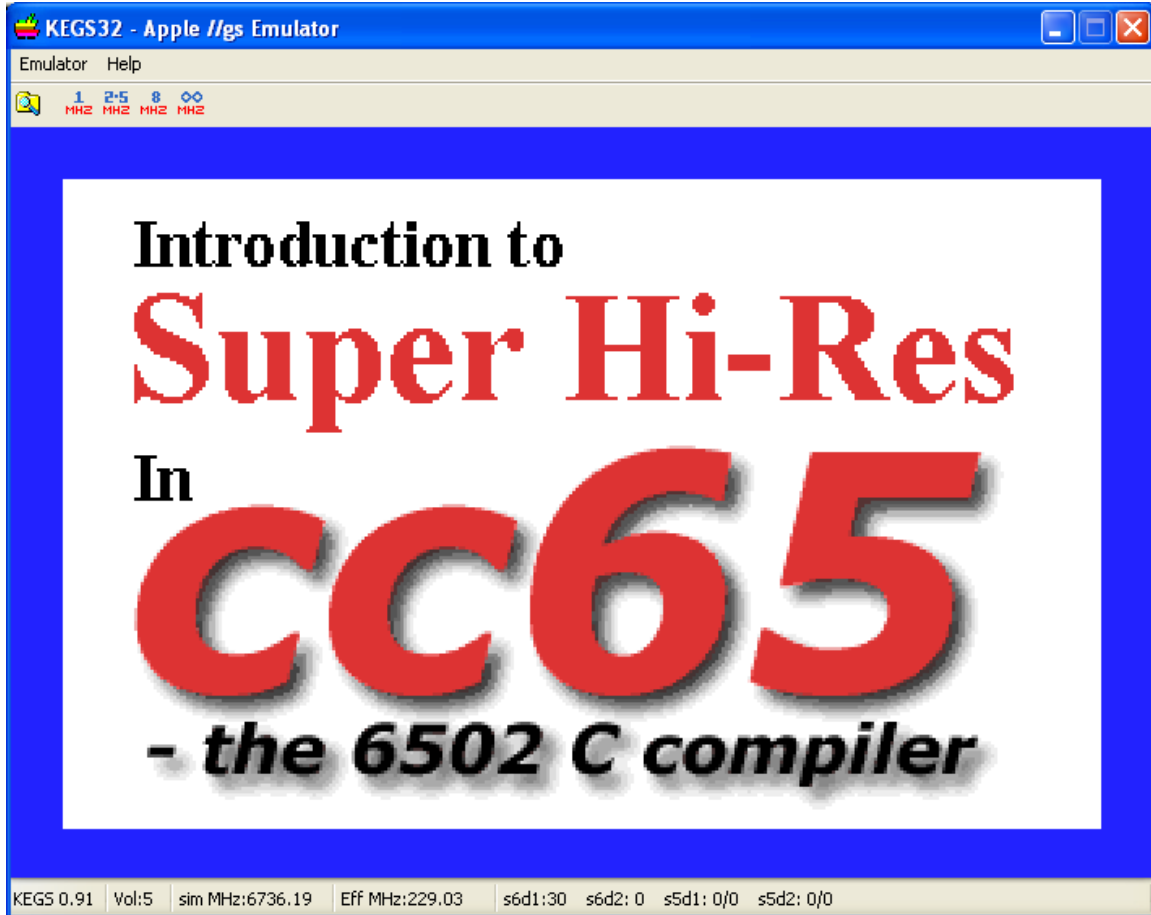 KEGS32 - Apple //gs Emulator
Emulator Help
1 MHZ 2·5 MHZ 8 MHZ ∞ MHZ
Introduction to
Super Hi-Res
In
cc65
- the 6502 C compiler
KEGS 0.91 Vol:5 sim MHz:6736.19 Eff MHz:229.03 s6d1:30 s6d2: 0 s5d1: 0/0 s5d2: 0/0